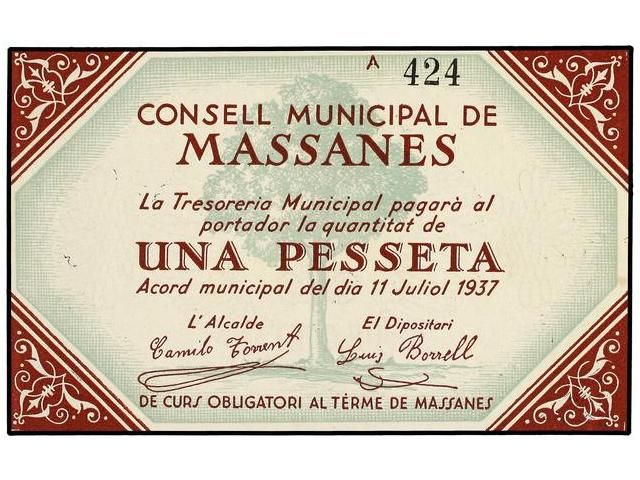 A 424
CONSELL MUNICIPAL DE
MASSANES
La Tresoreria Municipal pagarà al
portador la quantitat de
UNA PESSETA
Acord municipal del dia 11 Juliol 1937
L'Alcalde El Dipositari
Camilo Torrent Luis Borrell
DE CURS OBLIGATORI AL TÈRME DE MASSANES